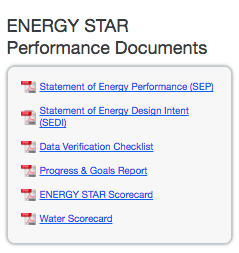 ENERGY STAR
Performance Documents
Statement of Energy Performance (SEP)
Statement of Energy Design Intent
(SEDI)
Data Verification Checklist
Progress & Goals Report
ENERGY STAR Scorecard
Water Scorecard